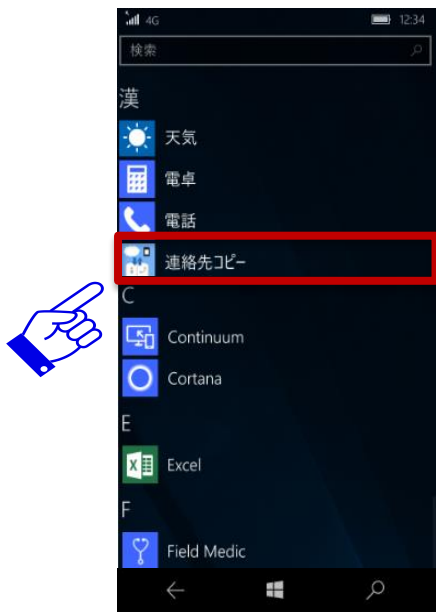 4G 12:34
検索
漢
天気
電卓
電話
連絡先コピー
C
Continuum
Cortana
E
Excel
F
Field Medic